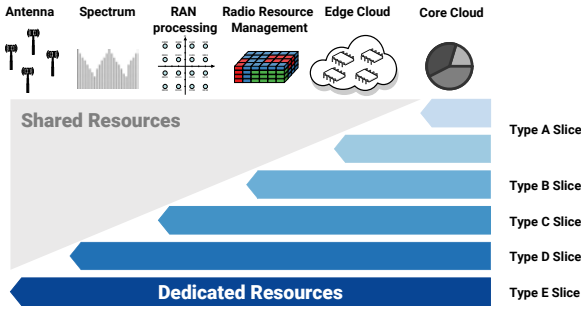 Antenna
Spectrum
RAN
processing
Radio Resource
Management
Edge Cloud
Core Cloud
Shared Resources
Type A Slice
Type B Slice
Type C Slice
Type D Slice
Dedicated Resources
Type E Slice